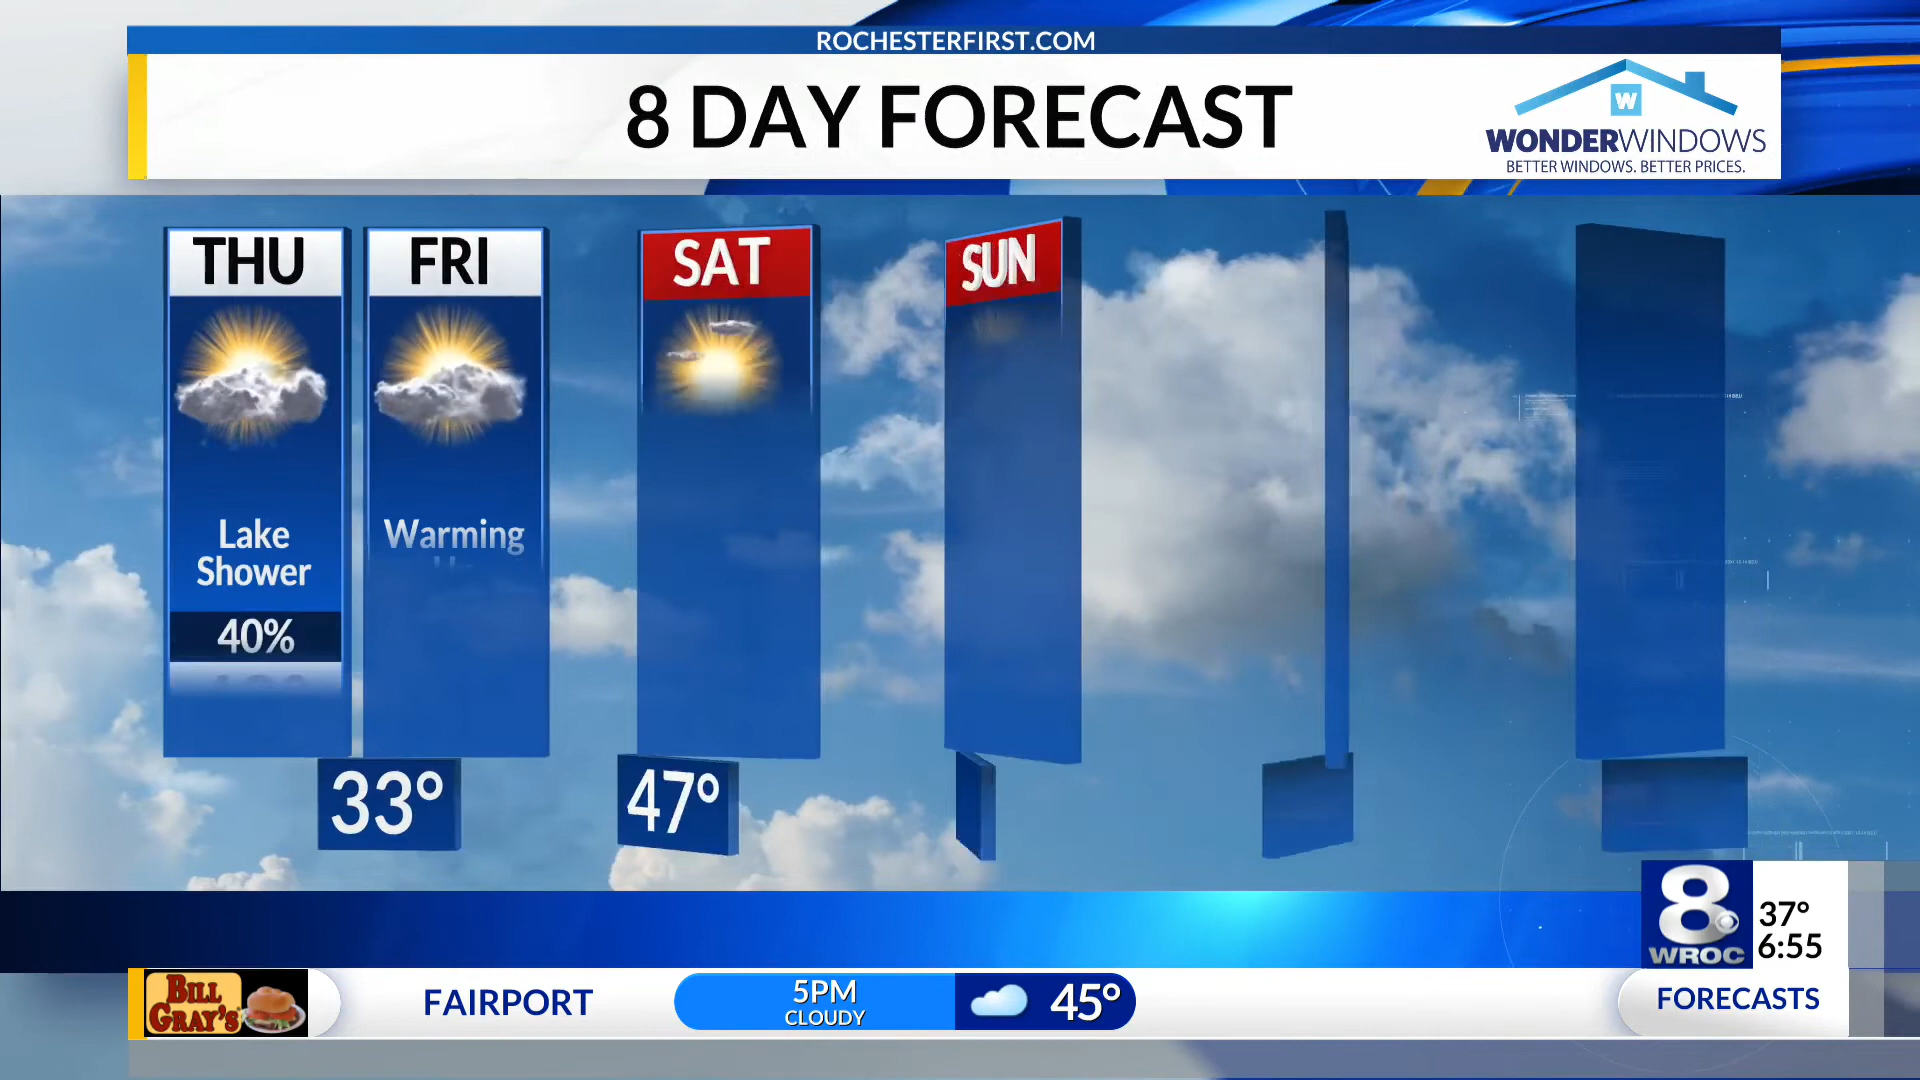 ROCHESTERFIRST.COM
8 DAY FORECAST
W
WONDERWINDOWS
BETTER WINDOWS. BETTER PRICES.
THU
FRI
SAT
SUN
Lake
Shower
Warming
40%
33°
47°
8
WROC
37°
6:55
BILL
GRAY'S
FAIRPORT
5PM
CLOUDY
45°
FORECASTS